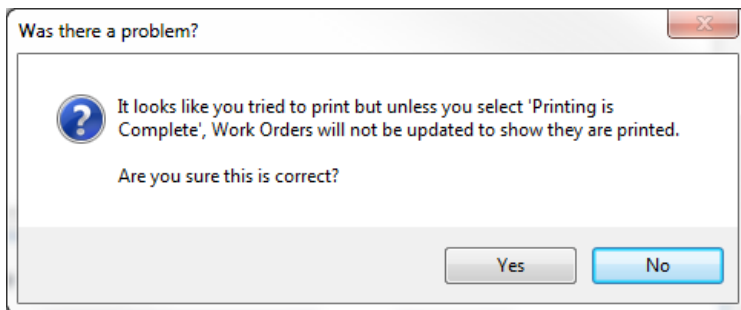 Was there a problem?
It looks like you tried to print but unless you select 'Printing is
Complete', Work Orders will not be updated to show they are printed.
Are you sure this is correct?
Yes
No